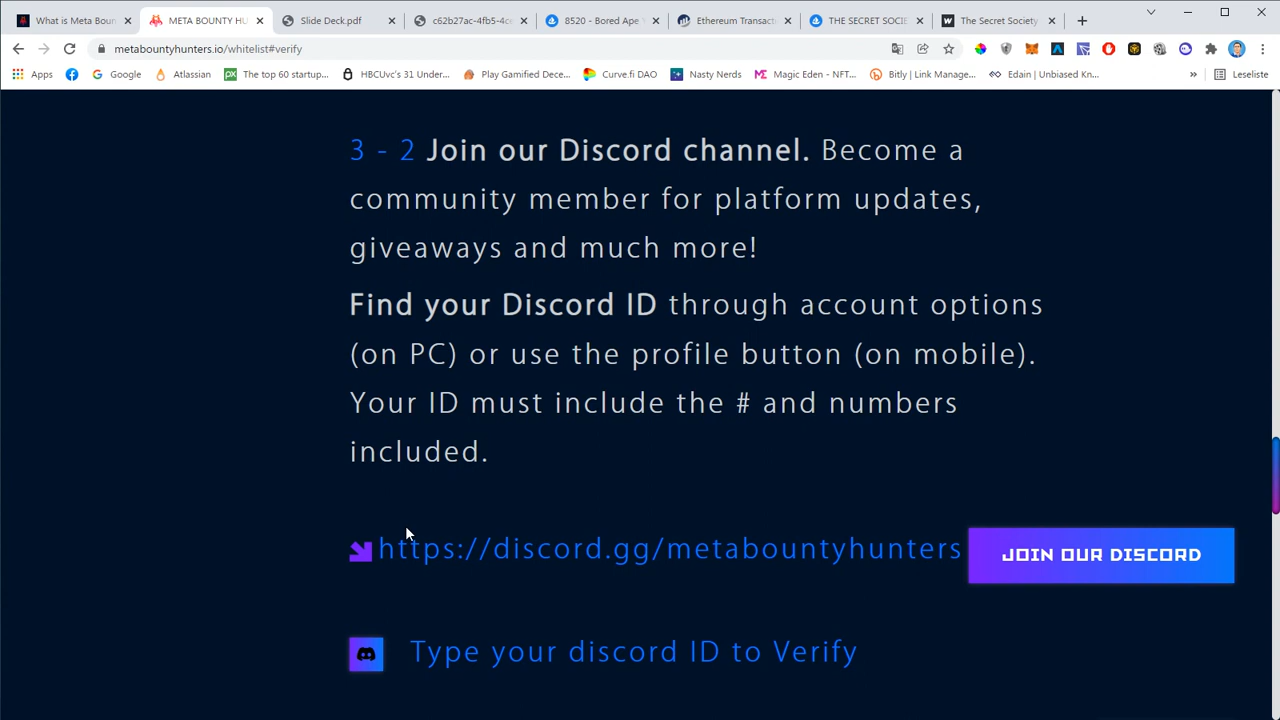 What is Meta Boun
META BOUNTY HU
Slide Deck.pdf
8520 - Bored Ape
Ethereum Transact
THE SECRET SOCIE
The Secret Society
metabountyhunters.io/whitelist#verify
Apps
Google
Atlassian
The top 60 startup...
HBCUvc's 31 Under...
Play Gamified Dece...
Curve.fi DAO
Nasty Nerds
Magic Eden - NFT...
Bitly | Link Manage...
Edain | Unbiased Kn...
»
Leseliste
3 - 2 Join our Discord channel. Become a
community member for platform updates,
giveaways and much more!
Find your Discord ID through account options
(on PC) or use the profile button (on mobile).
Your ID must include the # and numbers
included.
https://discord.gg/metabountyhunters
JOIN OUR DISCORD
Type your discord ID to Verify